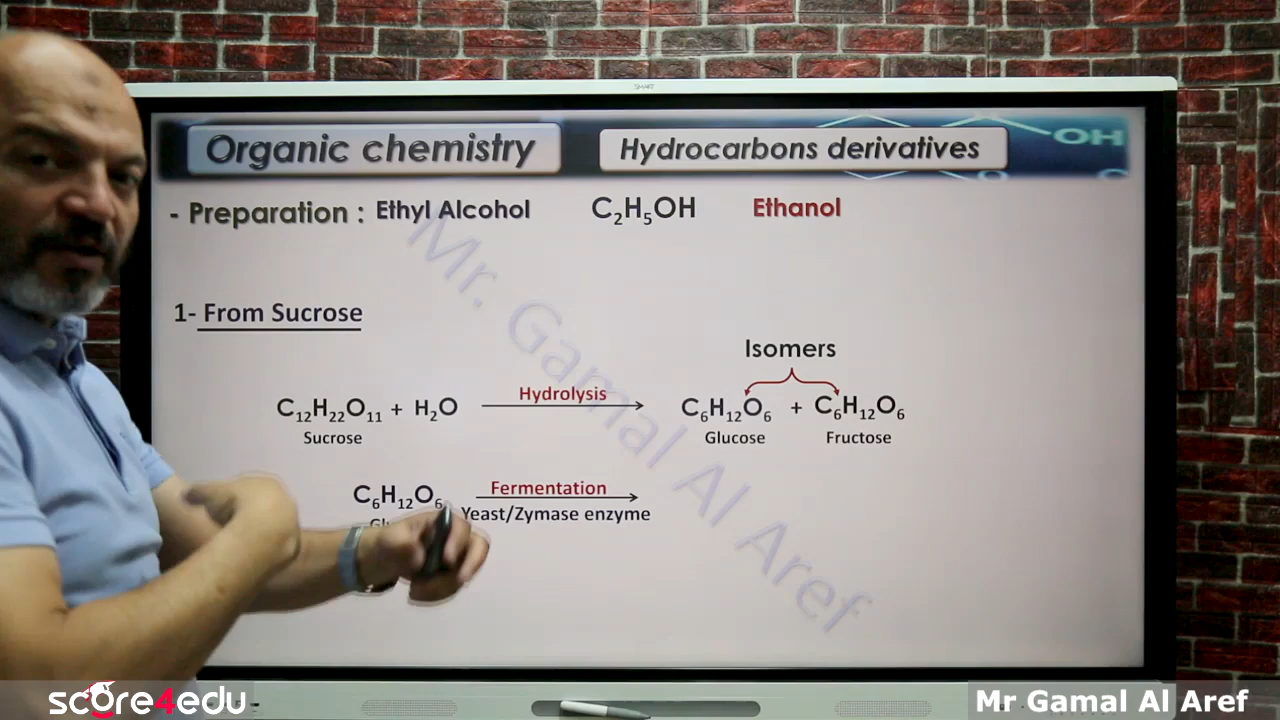 SMART
Organic chemistry
Hydrocarbons derivatives
OH
O
- Preparation : Ethyl Alcohol C₂H₅OH Ethanol
1- From Sucrose
Isomers
C₁₂H₂₂O₁₁ + H₂O Hydrolysis C₆H₁₂O₆ + C₆H₁₂O₆
Sucrose Glucose Fructose
C₆H₁₂O₆ Fermentation
Yeast/Zymase enzyme
Mr. Gamal Al Aref
score4edu
Mr Gamal Al Aref